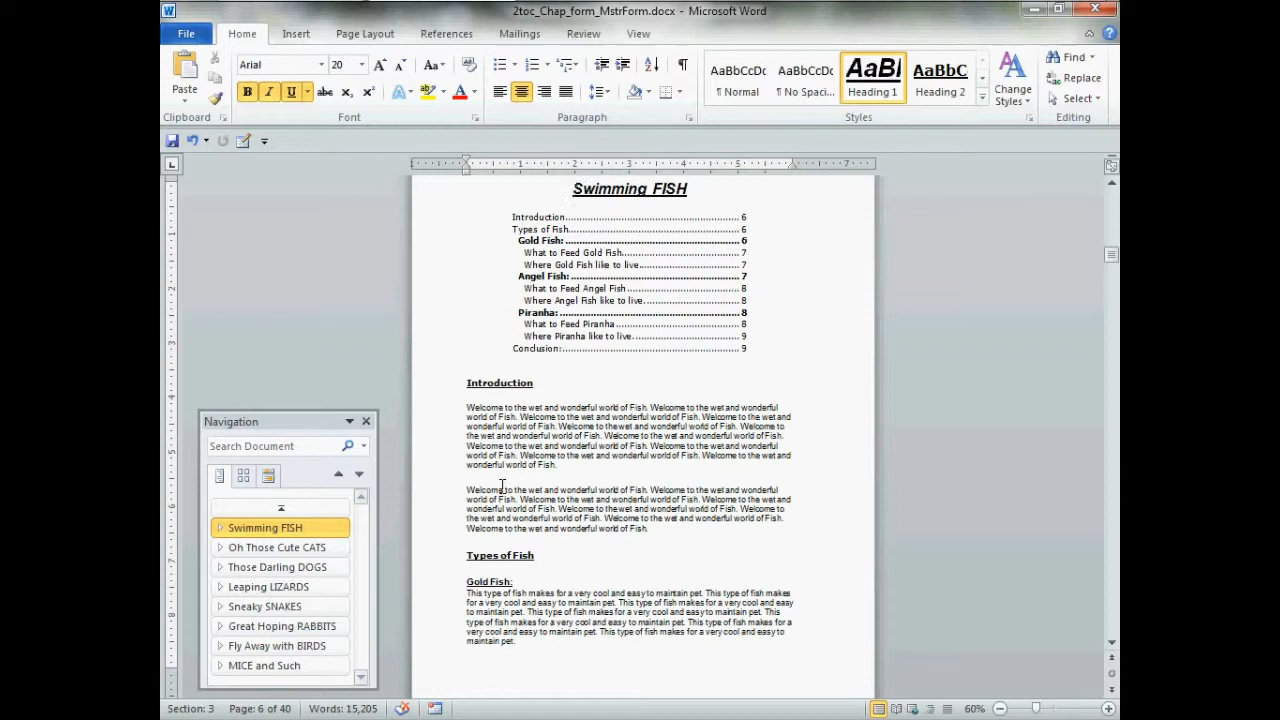 2toc_Chap_form_MstrForm.docx - Microsoft Word
File Home Insert Page Layout References Mailings Review View
Arial 20 Find
Paste AaBbCcDc AaBbCcDc AaBl AaBbC Replace
¶ Normal ¶ No Spaci... Heading 1 Heading 2 Change Styles Select
Clipboard Font Paragraph Styles Editing
1 1 2 3 4 5 7
Swimming FISH
Introduction 6
Types of Fish 6
Gold Fish: 6
What to Feed Gold Fish 7
Where Gold Fish like to live 7
Angel Fish: 7
What to Feed Angel Fish 8
Where Angel Fish like to live 8
Piranha: 8
What to Feed Piranha 8
Where Piranha like to live 9
Conclusion: 9
Introduction
Welcome to the wet and wonderful world of Fish. Welcome to the wet and wonderful
world of Fish. Welcome to the wet and wonderful world of Fish. Welcome to the wet
and wonderful world of Fish. Welcome to the wet and wonderful world of Fish. Welcome to
the wet and wonderful world of Fish. Welcome to the wet and wonderful world of Fish.
Welcome to the wet and wonderful world of Fish. Welcome to the wet and wonderful
world of Fish. Welcome to the wet and wonderful world of Fish. Welcome to the wet and
wonderful world of Fish.
Welcome to the wet and wonderful world of Fish. Welcome to the wet and wonderful
world of Fish. Welcome to the wet and wonderful world of Fish. Welcome to the wet and
wonderful world of Fish. Welcome to the wet and wonderful world of Fish. Welcome to
the wet and wonderful world of Fish. Welcome to the wet and wonderful world of Fish.
Welcome to the wet and wonderful world of Fish.
Types of Fish
Gold Fish:
This type of fish makes for a very cool and easy to maintain pet. This type of fish makes
for a very cool and easy to maintain pet. This type of fish makes for a very cool and easy
to maintain pet. This type of fish makes for a very cool and easy to maintain pet. This
type of fish makes for a very cool and easy to maintain pet. This type of fish makes for a
very cool and easy to maintain pet. This type of fish makes for a very cool and easy to
maintain pet.
Navigation
Search Document
Swimming FISH
Oh Those Cute CATS
Those Darling DOGS
Leaping LIZARDS
Sneaky SNAKES
Great Hoping RABBITS
Fly Away with BIRDS
MICE and Such
Section: 3 Page: 6 of 40 Words: 15,205 60%